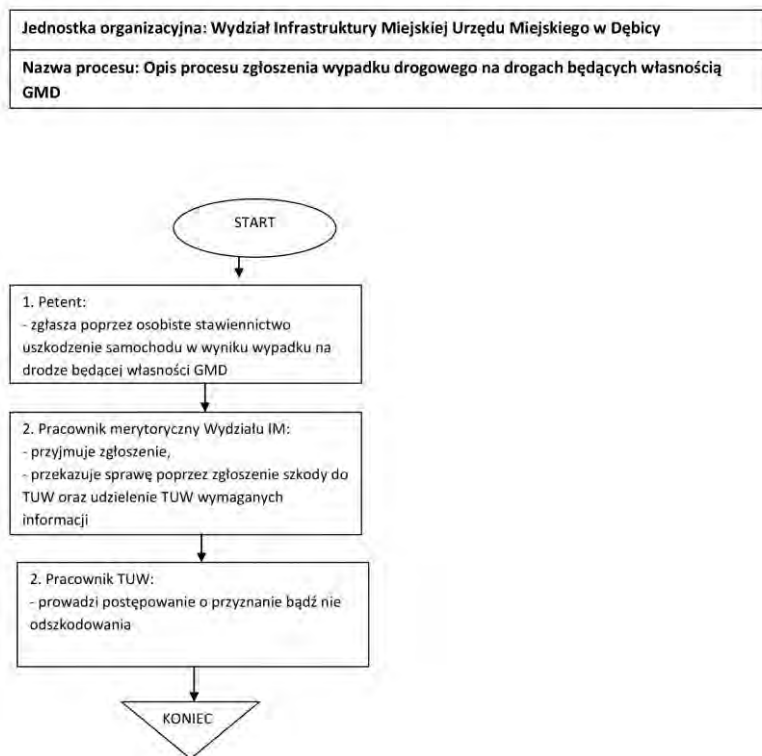 Jednostka organizacyjna: Wydział Infrastruktury Miejskiej Urzędu Miejskiego w Dębicy
Nazwa procesu: Opis procesu zgłoszenia wypadku drogowego na drogach będących własnością
GMD
START
1. Petent:
- zgłasza poprzez osobiste stawiennictwo
uszkodzenie samochodu w wyniku wypadku na
drodze będącej własności GMD
2. Pracownik merytoryczny Wydziału IM:
- przyjmuje zgłoszenie,
- przekazuje sprawę poprzez zgłoszenie szkody do
TUW oraz udzielenie TUW wymaganych
informacji
2. Pracownik TUW:
- prowadzi postępowanie o przyznanie bądź nie
odszkodowania
KONIEC